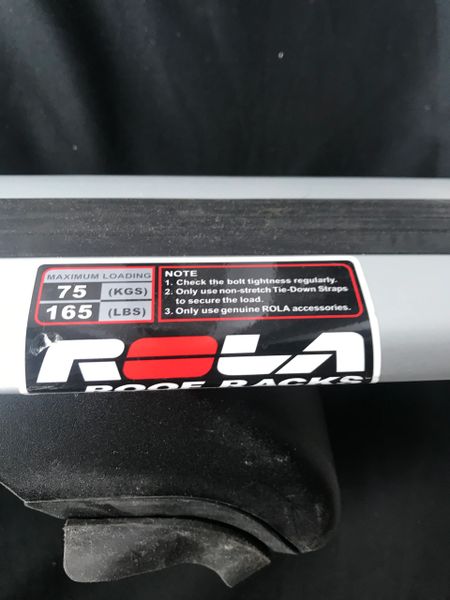 MAXIMUM LOADING
75 (KGS)
165 (LBS)
NOTE
1. Check the bolt tightness regularly.
2. Only use non-stretch Tie-Down Straps
to secure the load.
3. Only use genuine ROLA accessories.
ROLA
ROOF RACKS